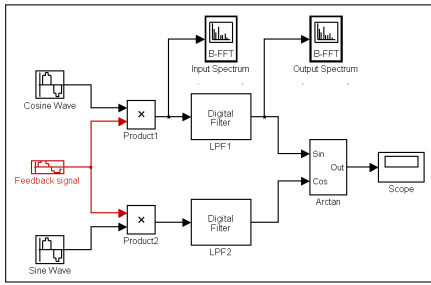 B-FFT
Input Spectrum
B-FFT
Output Spectrum
Cosine Wave
×
Product1
Digital
Filter
LPF1
Feedback signal
Sin
Cos
Out
Arctan
Scope
Sine Wave
×
Product2
Digital
Filter
LPF2